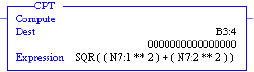 CPT
Compute
Dest B3:4
0000000000000000
Expression SQR ( ( N7:1 ** 2 ) + ( N7:2 ** 2 ) )